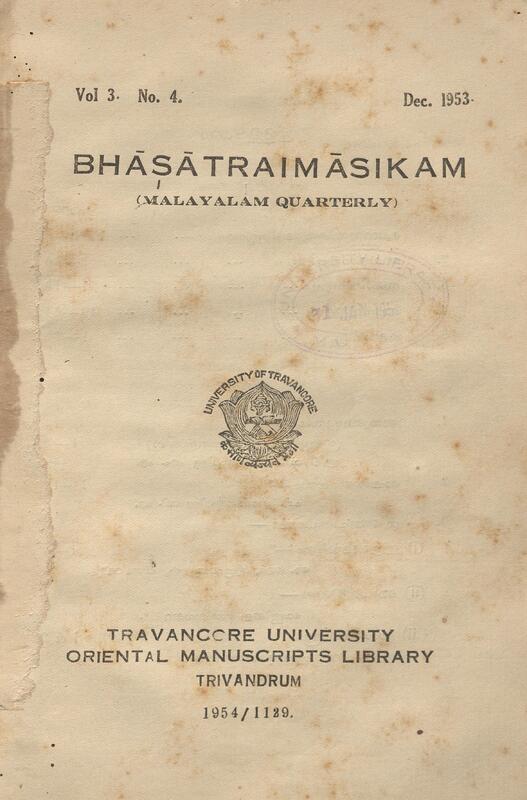 Vol 3. No. 4.
Dec. 1953.
BHĀṢĀTRAIMĀSIKAM
(MALAYALAM QUARTERLY)
UNIVERSITY OF TRAVANCORE
TRAVANCORE UNIVERSITY
ORIENTAL MANUSCRIPTS LIBRARY
TRIVANDRUM
1954/1129.